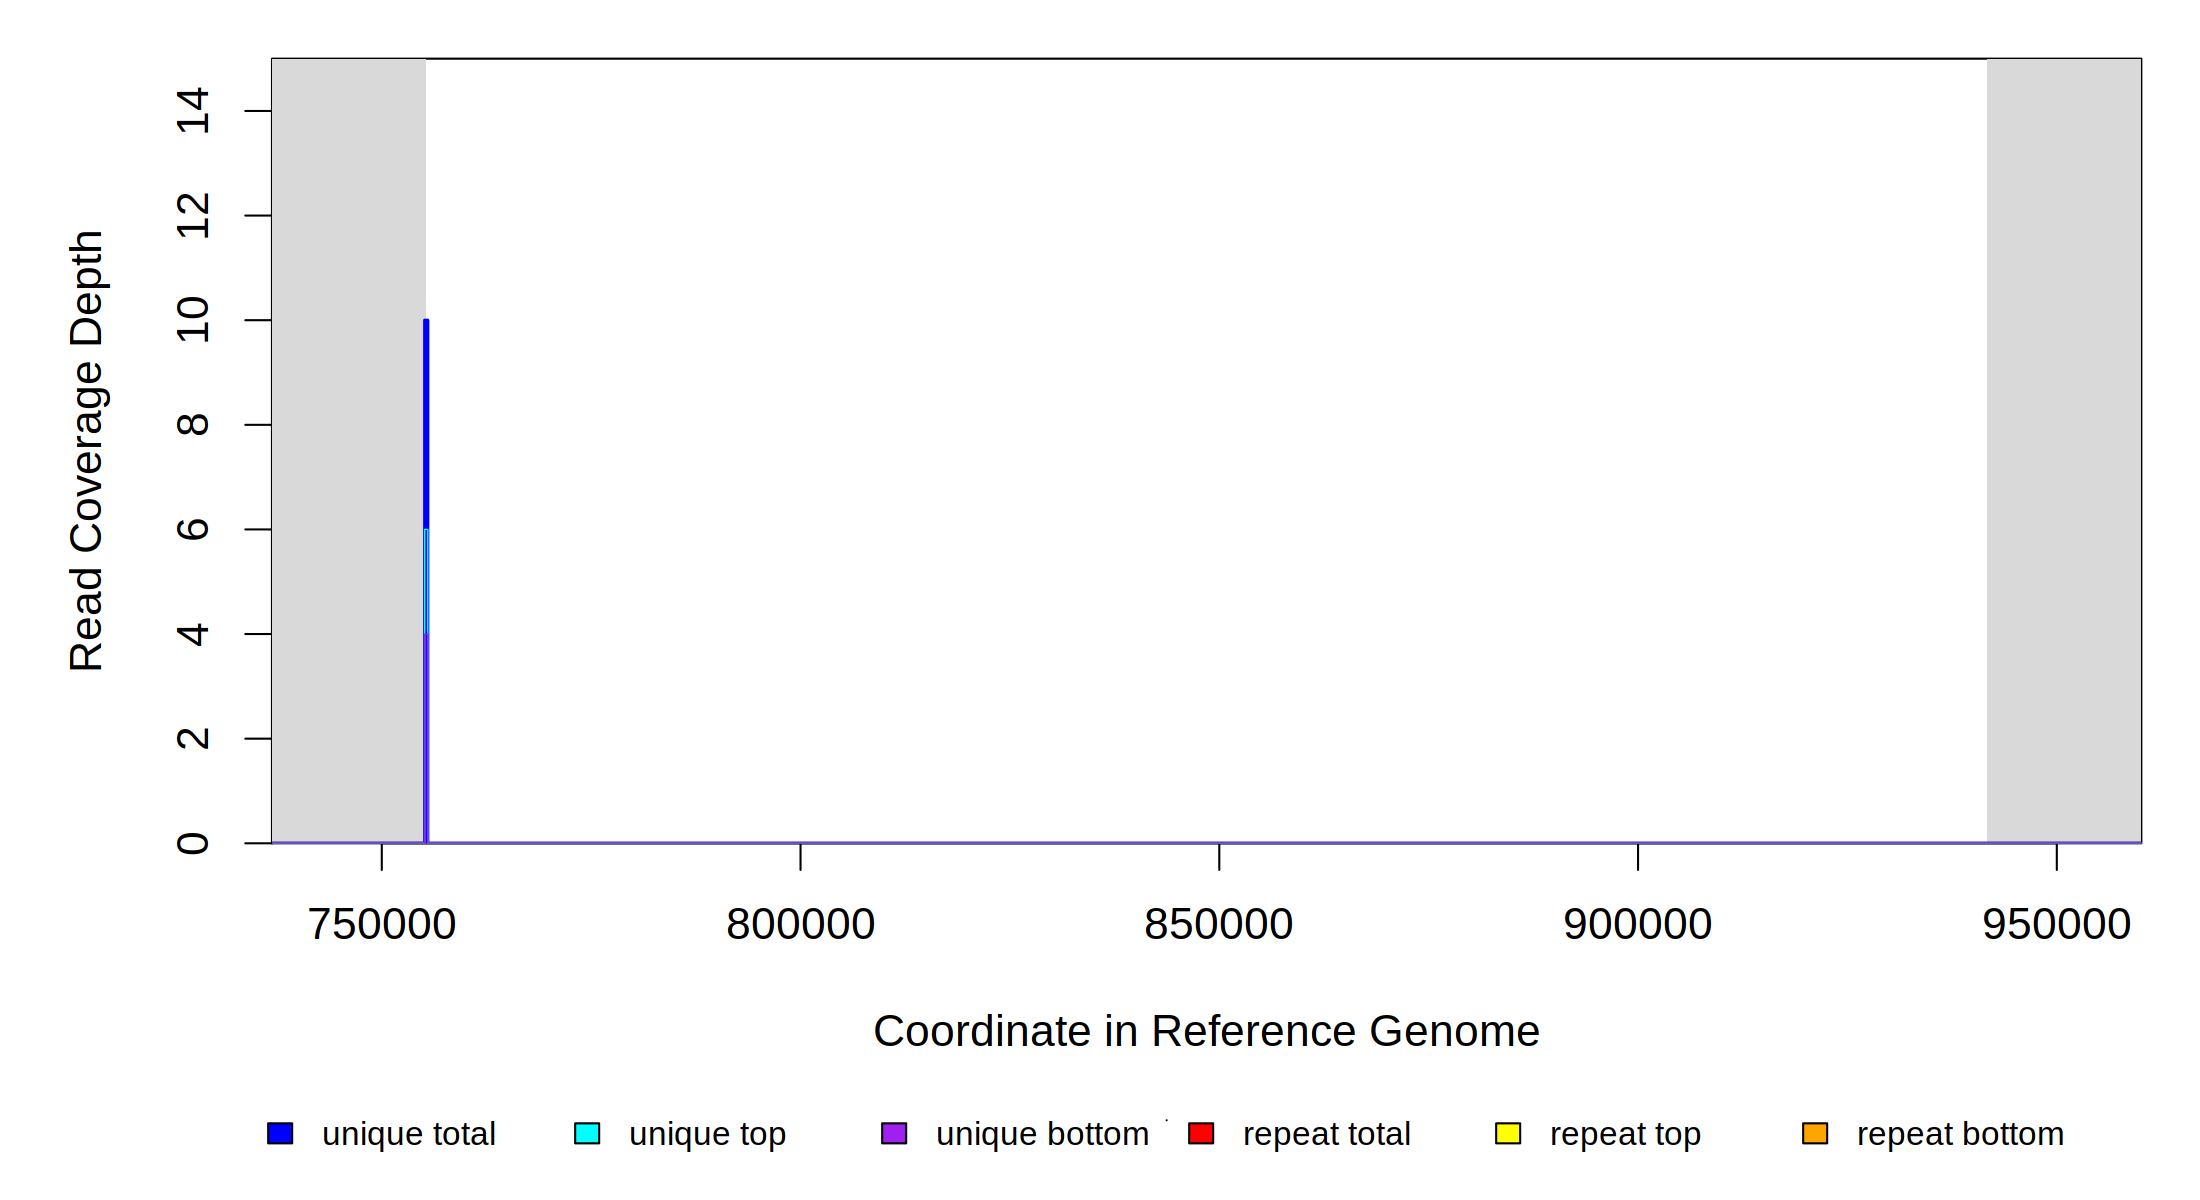 Read Coverage Depth
14
12
10
8
6
4
2
0
750000 800000 850000 900000 950000
Coordinate in Reference Genome
unique total unique top unique bottom repeat total repeat top repeat bottom